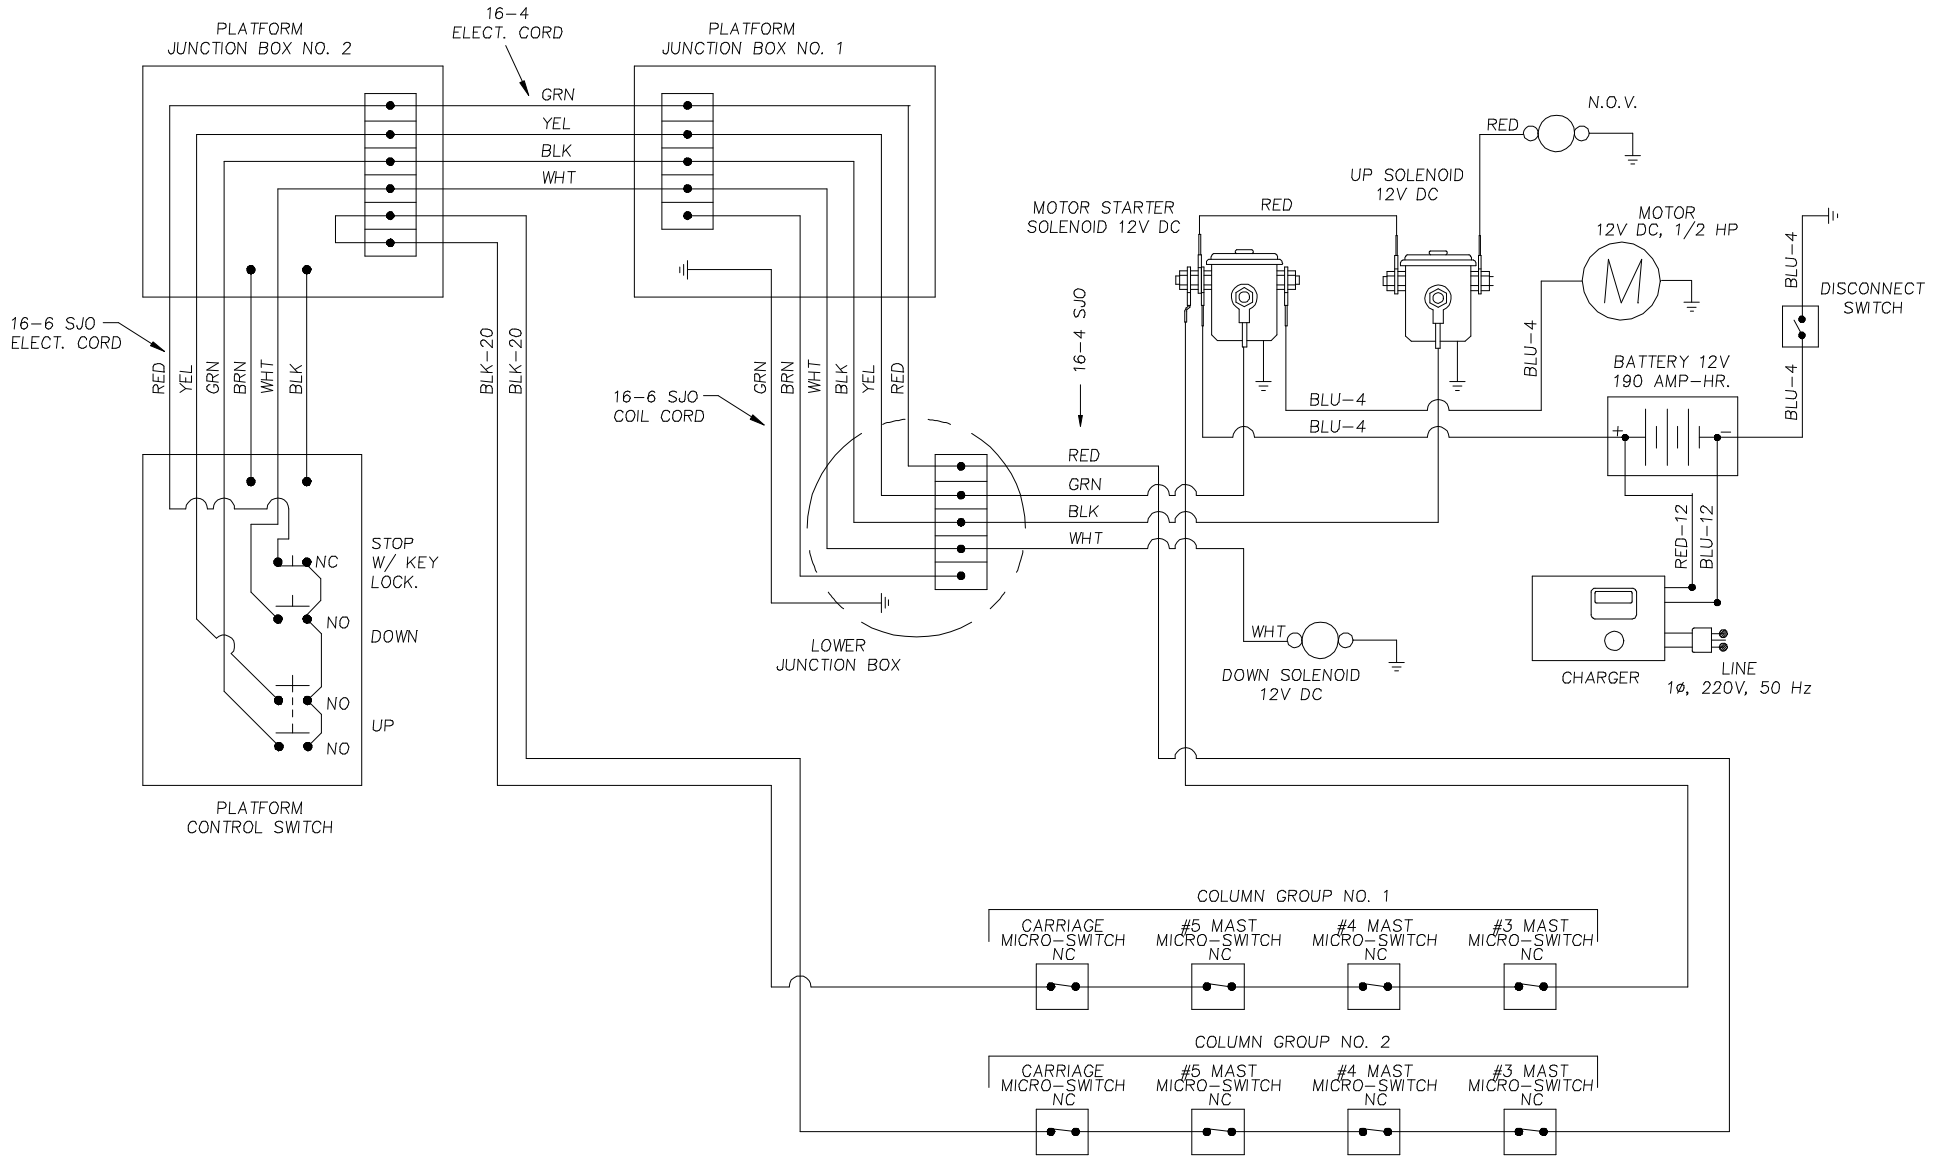 16-4
ELECT. CORD
PLATFORM
JUNCTION BOX NO. 2
PLATFORM
JUNCTION BOX NO. 1
GRN
YEL
BLK
WHT
N.O.V.
RED
UP SOLENOID
12V DC
MOTOR STARTER
SOLENOID 12V DC
RED
MOTOR
12V DC, 1/2 HP
M
BLU-4
DISCONNECT
SWITCH
16-6 SJO
ELECT. CORD
RED
YEL
GRN
BRN
WHT
BLK
BLK-20
BLK-20
16-6 SJO
COIL CORD
GRN
BRN
WHT
BLK
YEL
RED
16-4 SJO
BLU-4
BATTERY 12V
190 AMP-HR.
BLU-4
BLU-4
BLU-4
+
-
RED
GRN
BLK
WHT
RED-12
BLU-12
STOP
W/ KEY
LOCK.
NC
NO
DOWN
NO
UP
NO
LOWER
JUNCTION BOX
WHT
DOWN SOLENOID
12V DC
CHARGER
LINE
1ø, 220V, 50 Hz
PLATFORM
CONTROL SWITCH
COLUMN GROUP NO. 1
CARRIAGE
MICRO-SWITCH
NC
#5 MAST
MICRO-SWITCH
NC
#4 MAST
MICRO-SWITCH
NC
#3 MAST
MICRO-SWITCH
NC
COLUMN GROUP NO. 2
CARRIAGE
MICRO-SWITCH
NC
#5 MAST
MICRO-SWITCH
NC
#4 MAST
MICRO-SWITCH
NC
#3 MAST
MICRO-SWITCH
NC